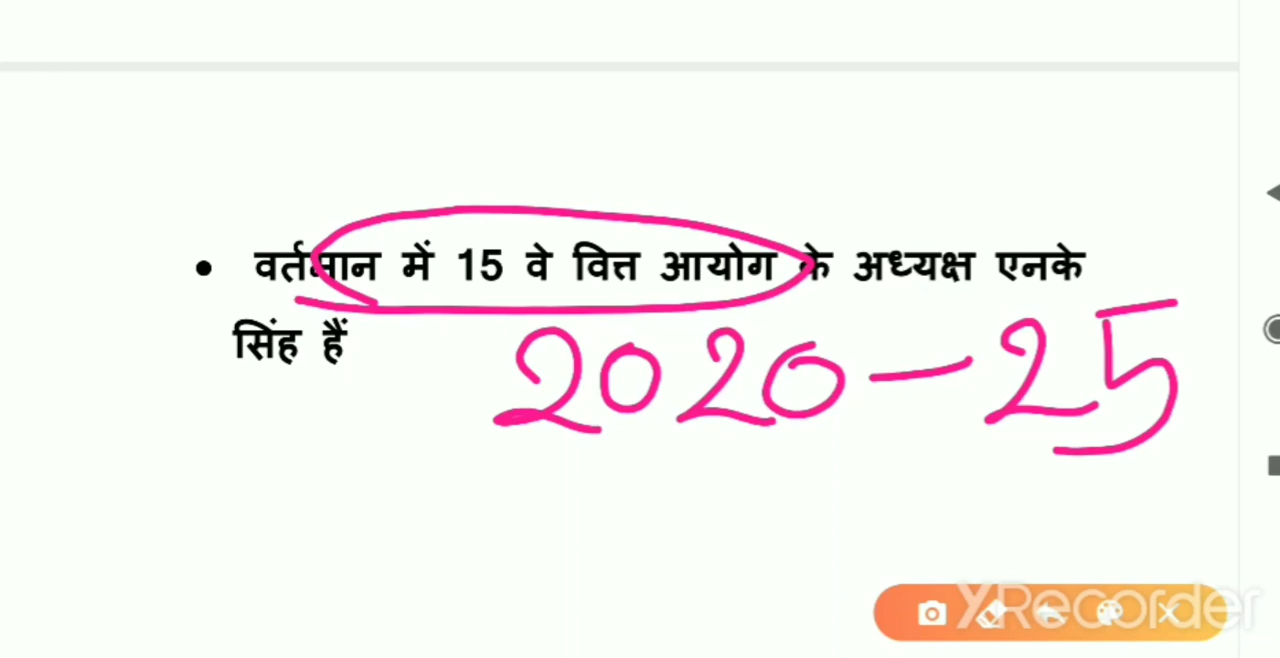 • वर्तमान में 15 वे वित्त आयोग के अध्यक्ष एनके
सिंह हैं
2020-25
XRecorder